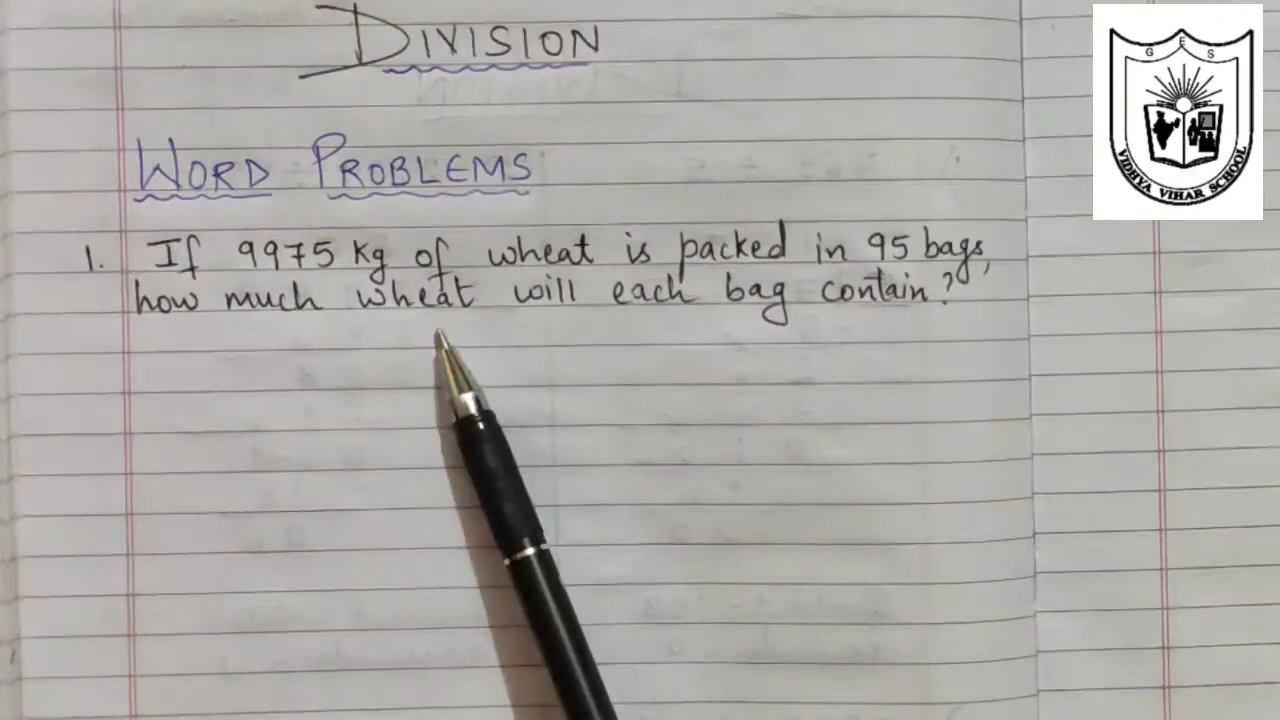 DIVISION
G E S
VIDHYA VIHAR SCHOOL
WORD PROBLEMS
1. If 9975 Kg of wheat is packed in 95 bags,
how much wheat will each bag contain?